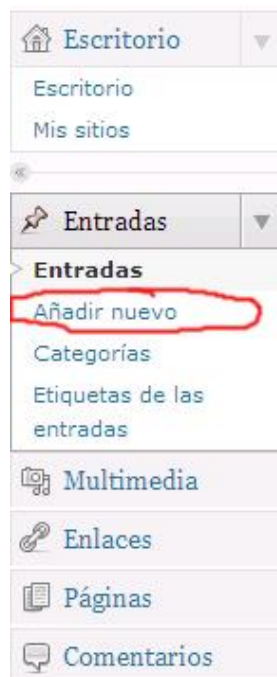 Escritorio
Escritorio
Mis sitios
Entradas
Entradas
Añadir nuevo
Categorías
Etiquetas de las
entradas
Multimedia
Enlaces
Páginas
Comentarios